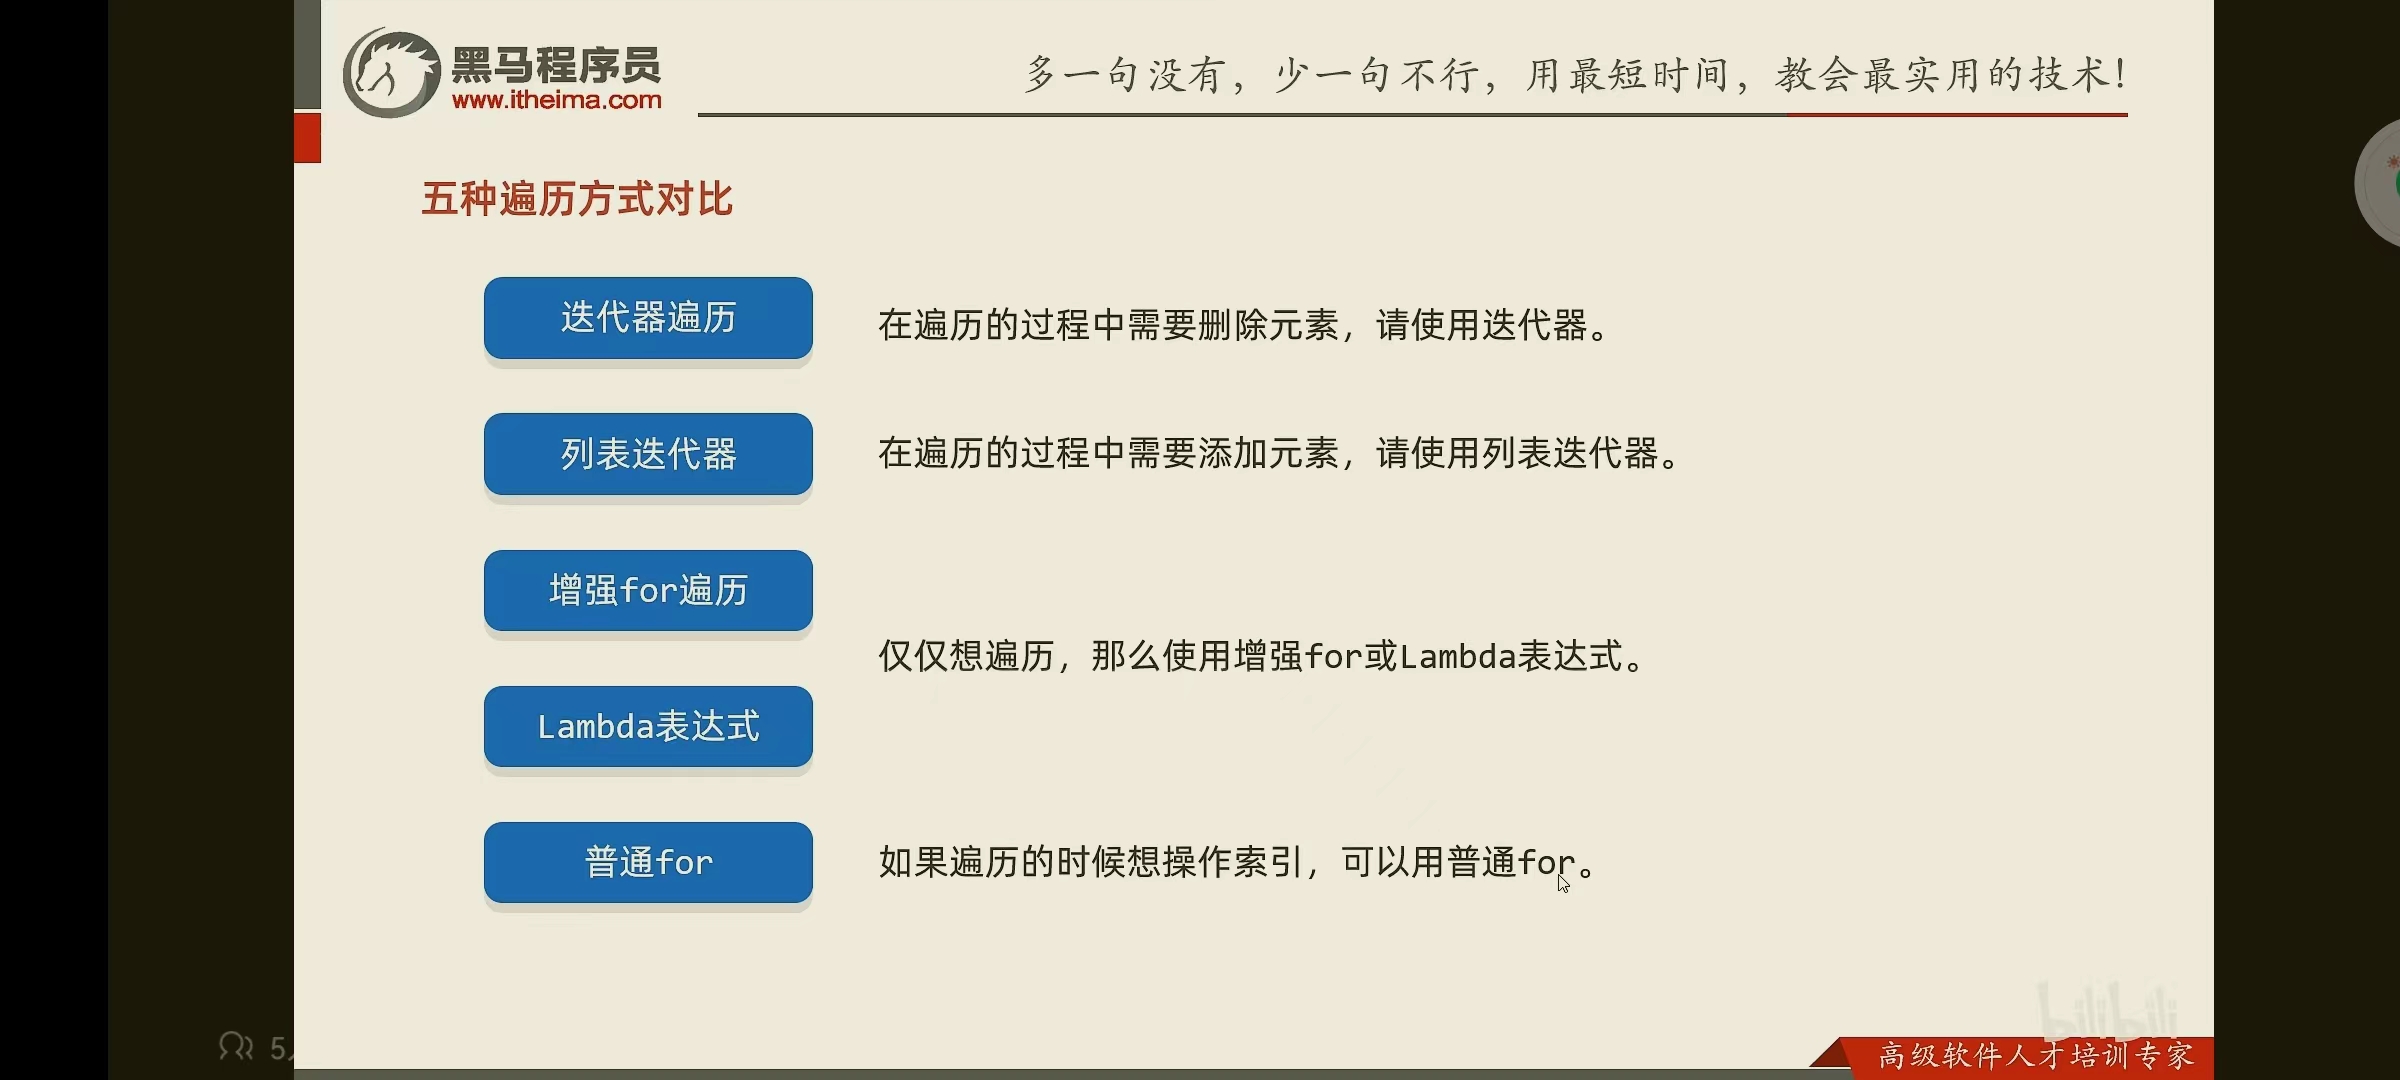 黑马程序员
www.itheima.com
多一句没有，少一句不行，用最短时间，教会最实用的技术！
五种遍历方式对比
迭代器遍历
在遍历的过程中需要删除元素，请使用迭代器。
列表迭代器
在遍历的过程中需要添加元素，请使用列表迭代器。
增强for遍历
仅仅想遍历，那么使用增强for或Lambda表达式。
Lambda表达式
普通for
如果遍历的时候想操作索引，可以用普通for。
bilibili
高级软件人才培训专家